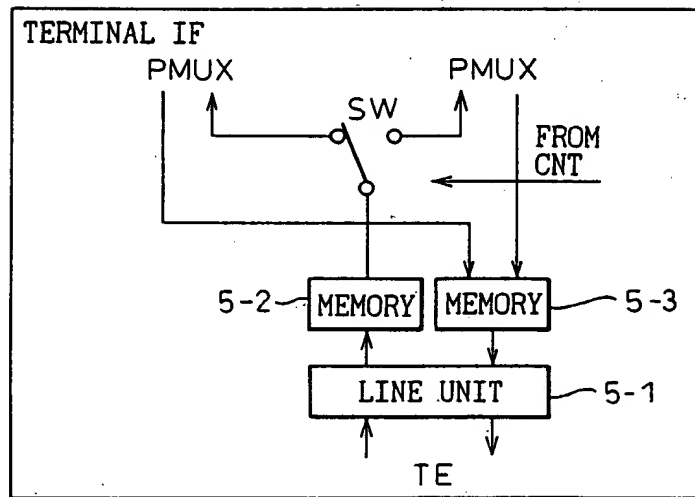 TERMINAL IF
PMUX
PMUX
SW
FROM
CNT
5-2
MEMORY
MEMORY
5-3
LINE UNIT
5-1
TE